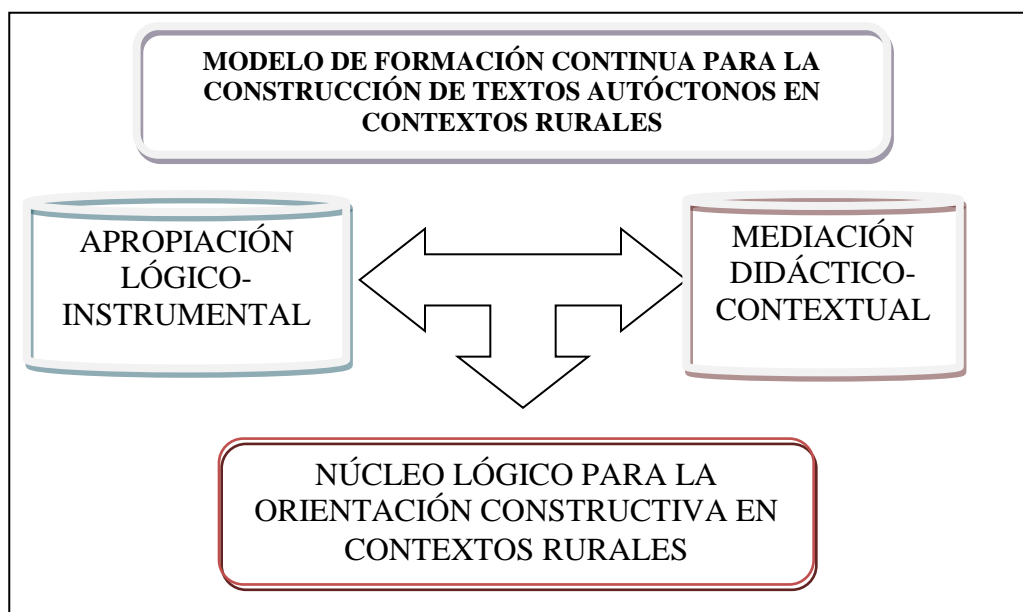 MODELO DE FORMACIÓN CONTINUA PARA LA
CONSTRUCCIÓN DE TEXTOS AUTÓCTONOS EN
CONTEXTOS RURALES
APROPIACIÓN
LÓGICO-
INSTRUMENTAL
MEDIACIÓN
DIDÁCTICO-
CONTEXTUAL
NÚCLEO LÓGICO PARA LA
ORIENTACIÓN CONSTRUCTIVA EN
CONTEXTOS RURALES